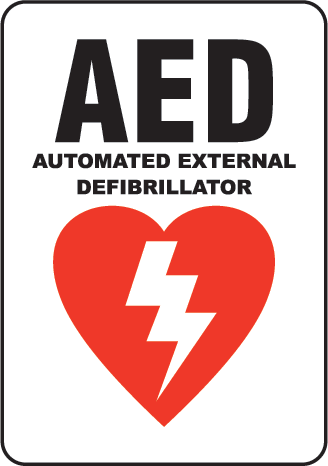 AED
AUTOMATED EXTERNAL
DEFIBRILLATOR